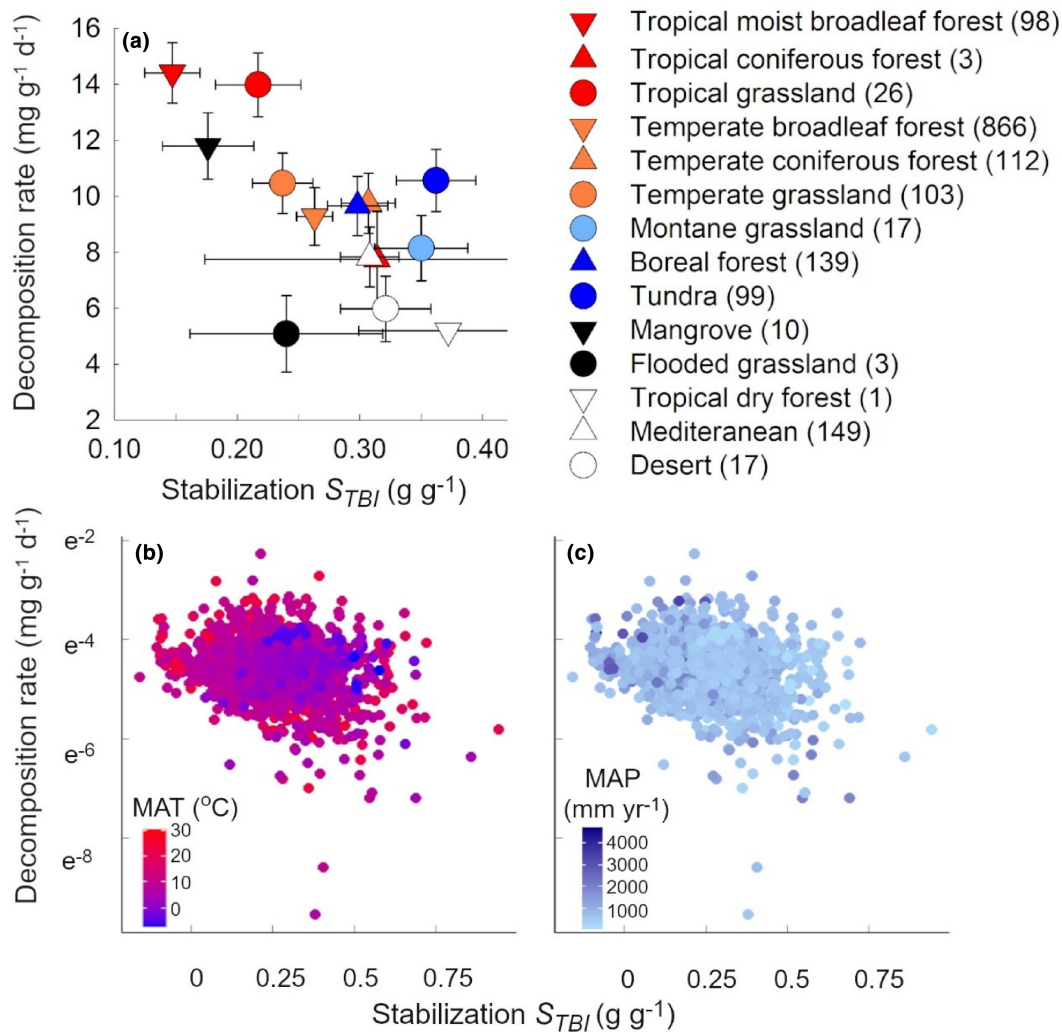 (a)
Decomposition rate (mg g⁻¹ d⁻¹)
16
14
12
10
8
6
4
2
0.10
0.20
0.30
0.40
Stabilization S_TBI (g g⁻¹)
Tropical moist broadleaf forest (98)
Tropical coniferous forest (3)
Tropical grassland (26)
Temperate broadleaf forest (866)
Temperate coniferous forest (112)
Temperate grassland (103)
Montane grassland (17)
Boreal forest (139)
Tundra (99)
Mangrove (10)
Flooded grassland (3)
Tropical dry forest (1)
Mediteranean (149)
Desert (17)
Decomposition rate (mg g⁻¹ d⁻¹)
e⁻²
e⁻⁴
e⁻⁶
e⁻⁸
(b)
MAT (°C)
30
20
10
0
0
0.25
0.50
0.75
(c)
MAP
(mm yr⁻¹)
4000
3000
2000
1000
0
0.25
0.50
0.75
Stabilization S_TBI (g g⁻¹)